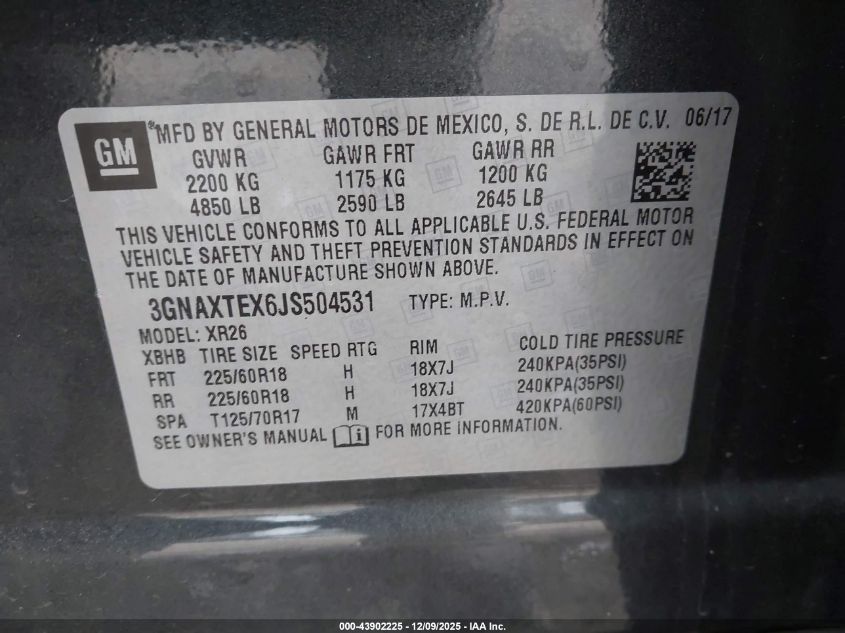 GM
®MFD BY GENERAL MOTORS DE MEXICO, S. DE R.L. DE C.V. 06/17
GVWR GAWR FRT GAWR RR
2200 KG 1175 KG 1200 KG
4850 LB 2590 LB 2645 LB
THIS VEHICLE CONFORMS TO ALL APPLICABLE U.S. FEDERAL MOTOR
VEHICLE SAFETY AND THEFT PREVENTION STANDARDS IN EFFECT ON
THE DATE OF MANUFACTURE SHOWN ABOVE.
3GNAXTEX6JS504531 TYPE: M.P.V.
MODEL: XR26
XBHB TIRE SIZE SPEED RTG RIM COLD TIRE PRESSURE
FRT 225/60R18 H 18X7J 240KPA(35PSI)
RR 225/60R18 H 18X7J 240KPA(35PSI)
SPA T125/70R17 M 17X4BT 420KPA(60PSI)
SEE OWNER'S MANUAL FOR MORE INFORMATION.
000-43902225 - 12/09/2025 - IAA Inc.